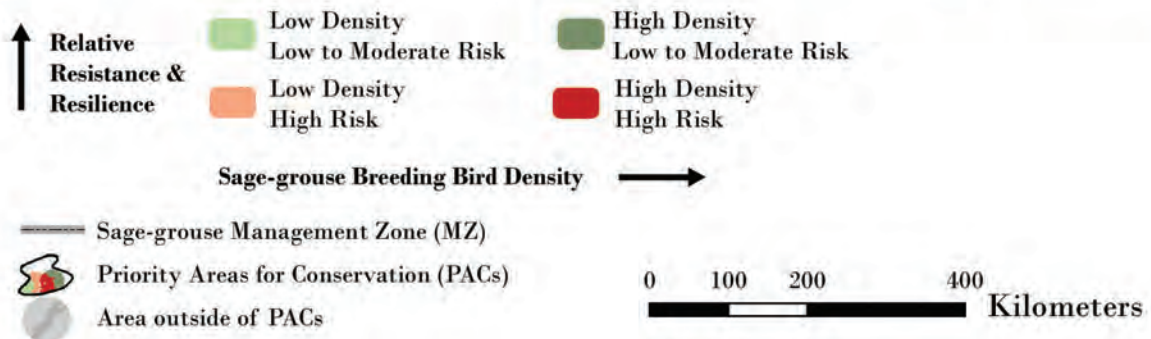 Relative
Resistance &
Resilience
Low Density
Low to Moderate Risk
High Density
Low to Moderate Risk
Low Density
High Risk
High Density
High Risk
Sage-grouse Breeding Bird Density
Sage-grouse Management Zone (MZ)
Priority Areas for Conservation (PACs)
Area outside of PACs
0 100 200 400
Kilometers